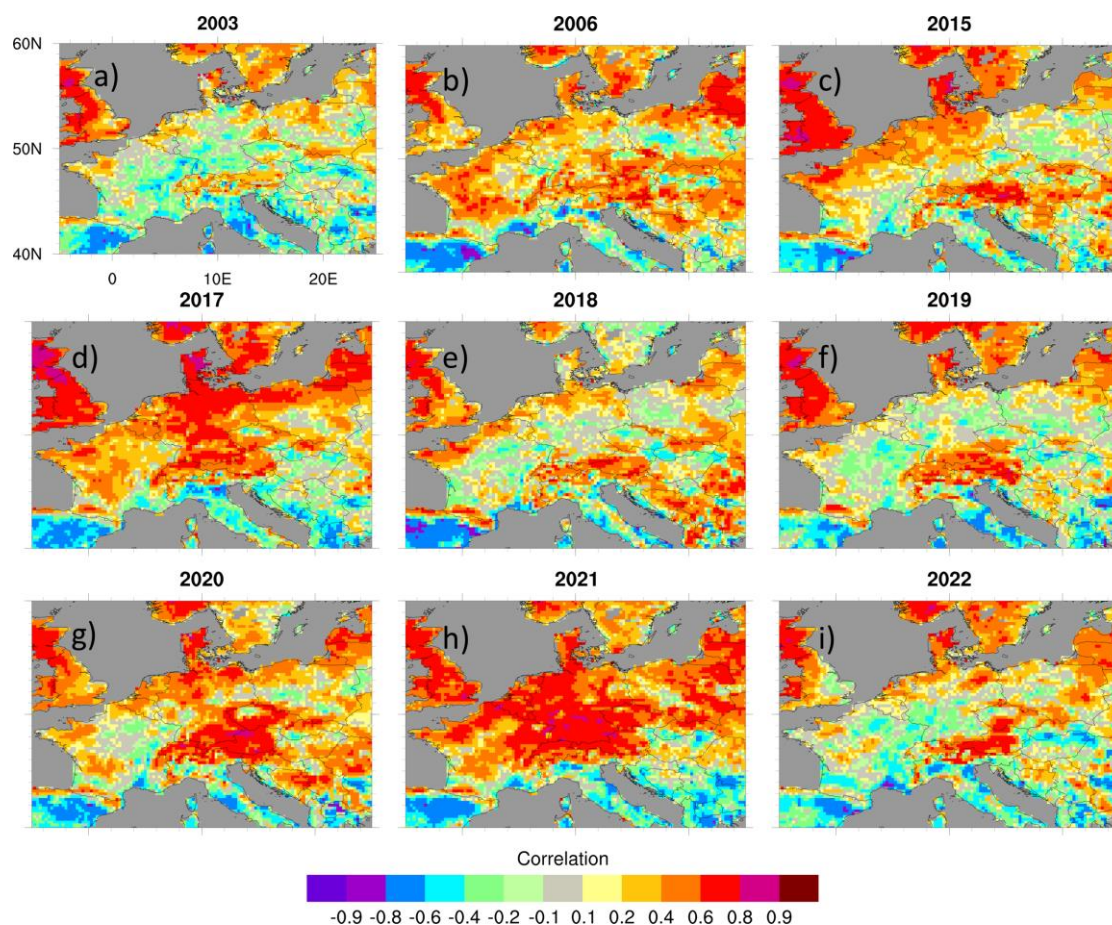 2003 2006 2015
60N
a) b) c)
50N
40N
0 10E 20E
2017 2018 2019
d) e) f)
2020 2021 2022
g) h) i)
Correlation
-0.9 -0.8 -0.6 -0.4 -0.2 -0.1 0.1 0.2 0.4 0.6 0.8 0.9